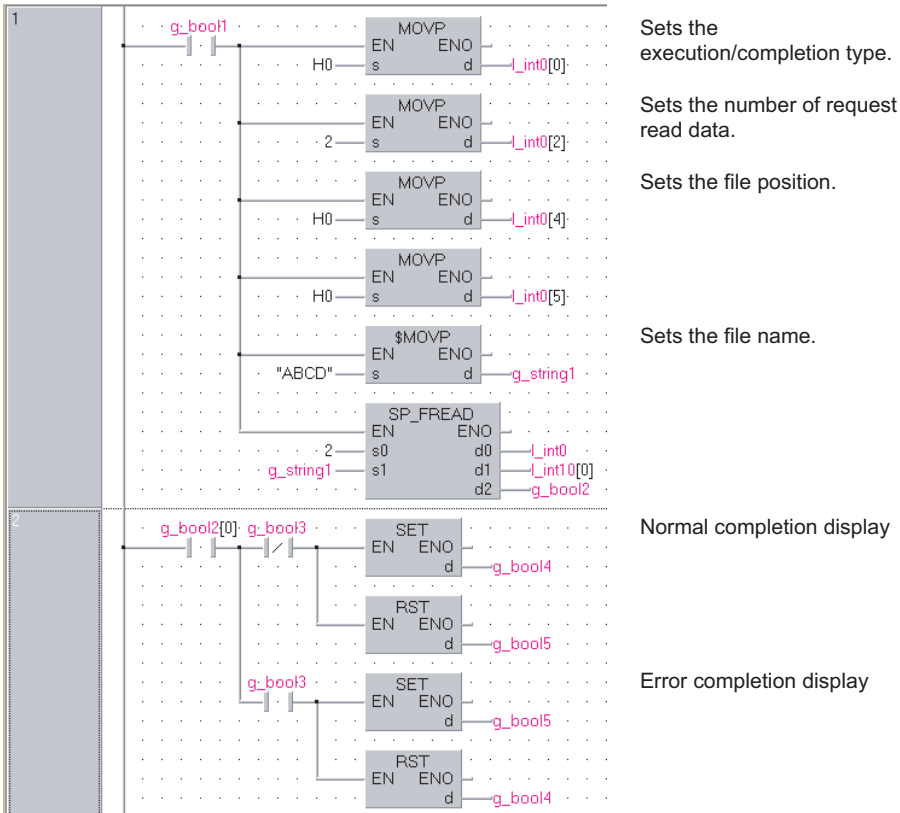 1
g_bool1
MOVP
EN ENO
H0 s d l_int0[0]
Sets the
execution/completion type.
MOVP
EN ENO
2 s d l_int0[2]
Sets the number of request
read data.
MOVP
EN ENO
H0 s d l_int0[4]
Sets the file position.
MOVP
EN ENO
H0 s d l_int0[5]
$MOVP
EN ENO
"ABCD" s d g_string1
Sets the file name.
SP_FREAD
EN ENO
2 s0 d0 l_int0
g_string1 s1 d1 l_int10[0]
d2 g_bool2
2
g_bool2[0] g_bool3
SET
EN ENO
d g_bool4
Normal completion display
RST
EN ENO
d g_bool5
g_bool3
SET
EN ENO
d g_bool5
Error completion display
RST
EN ENO
d g_bool4